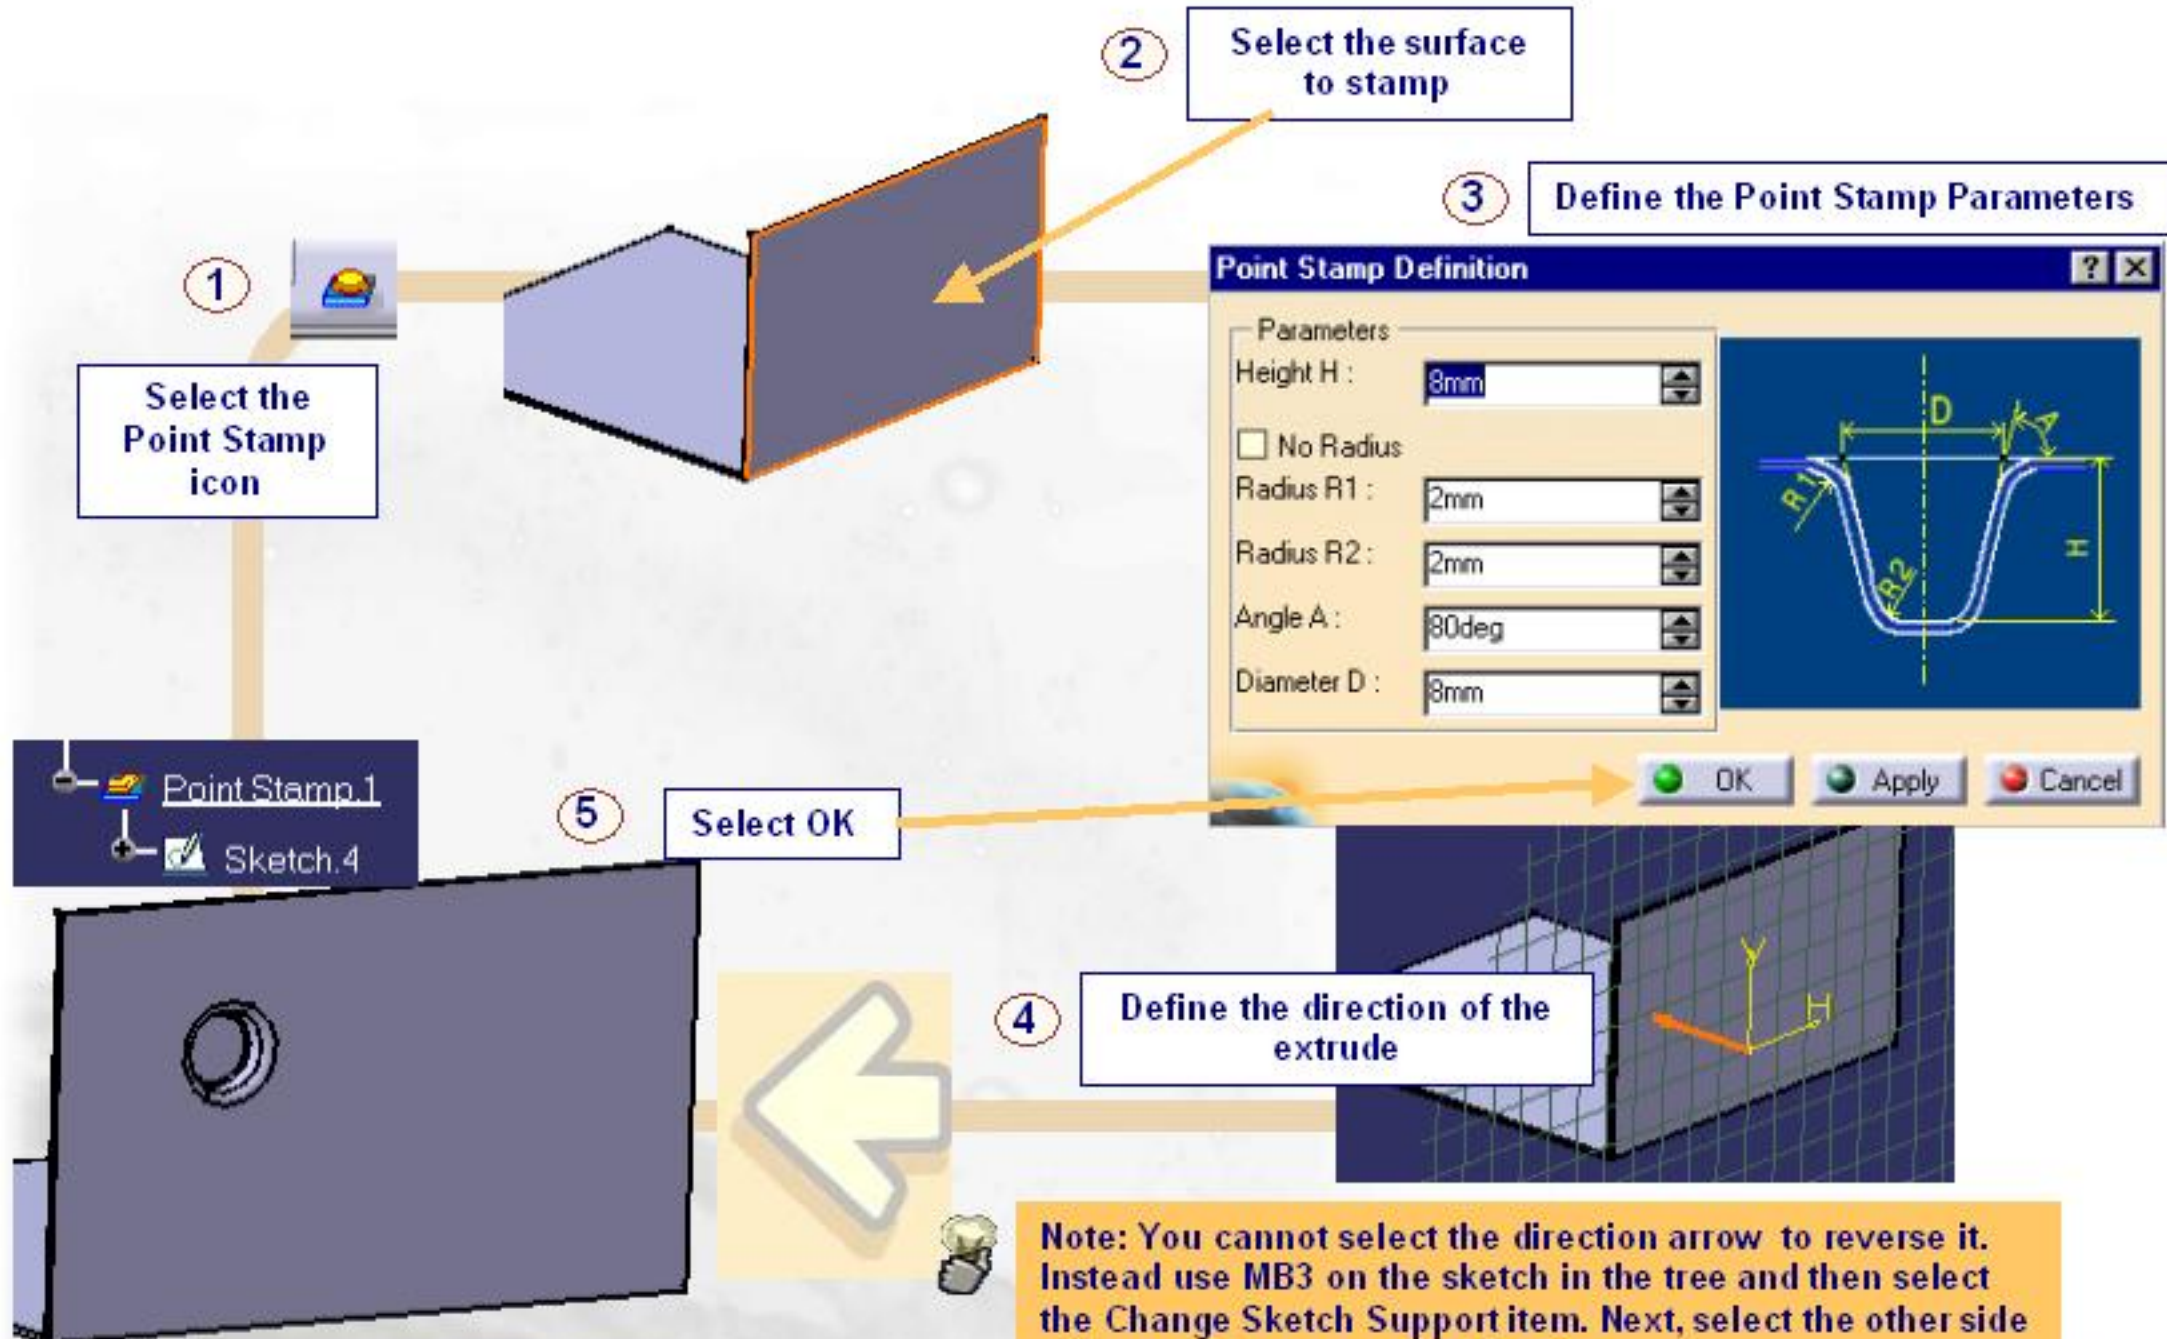 1
Select the
Point Stamp
icon
2
Select the surface
to stamp
3
Define the Point Stamp Parameters
Point Stamp Definition
Parameters
Height H :
8mm
No Radius
Radius R1 :
2mm
Radius R2 :
2mm
Angle A :
80deg
Diameter D :
8mm
D
A
R1
R2
H
OK
Apply
Cancel
4
Define the direction of the
extrude
V
H
5
Select OK
Point Stamp.1
Sketch.4
Note: You cannot select the direction arrow to reverse it.
Instead use MB3 on the sketch in the tree and then select
the Change Sketch Support item. Next, select the other side